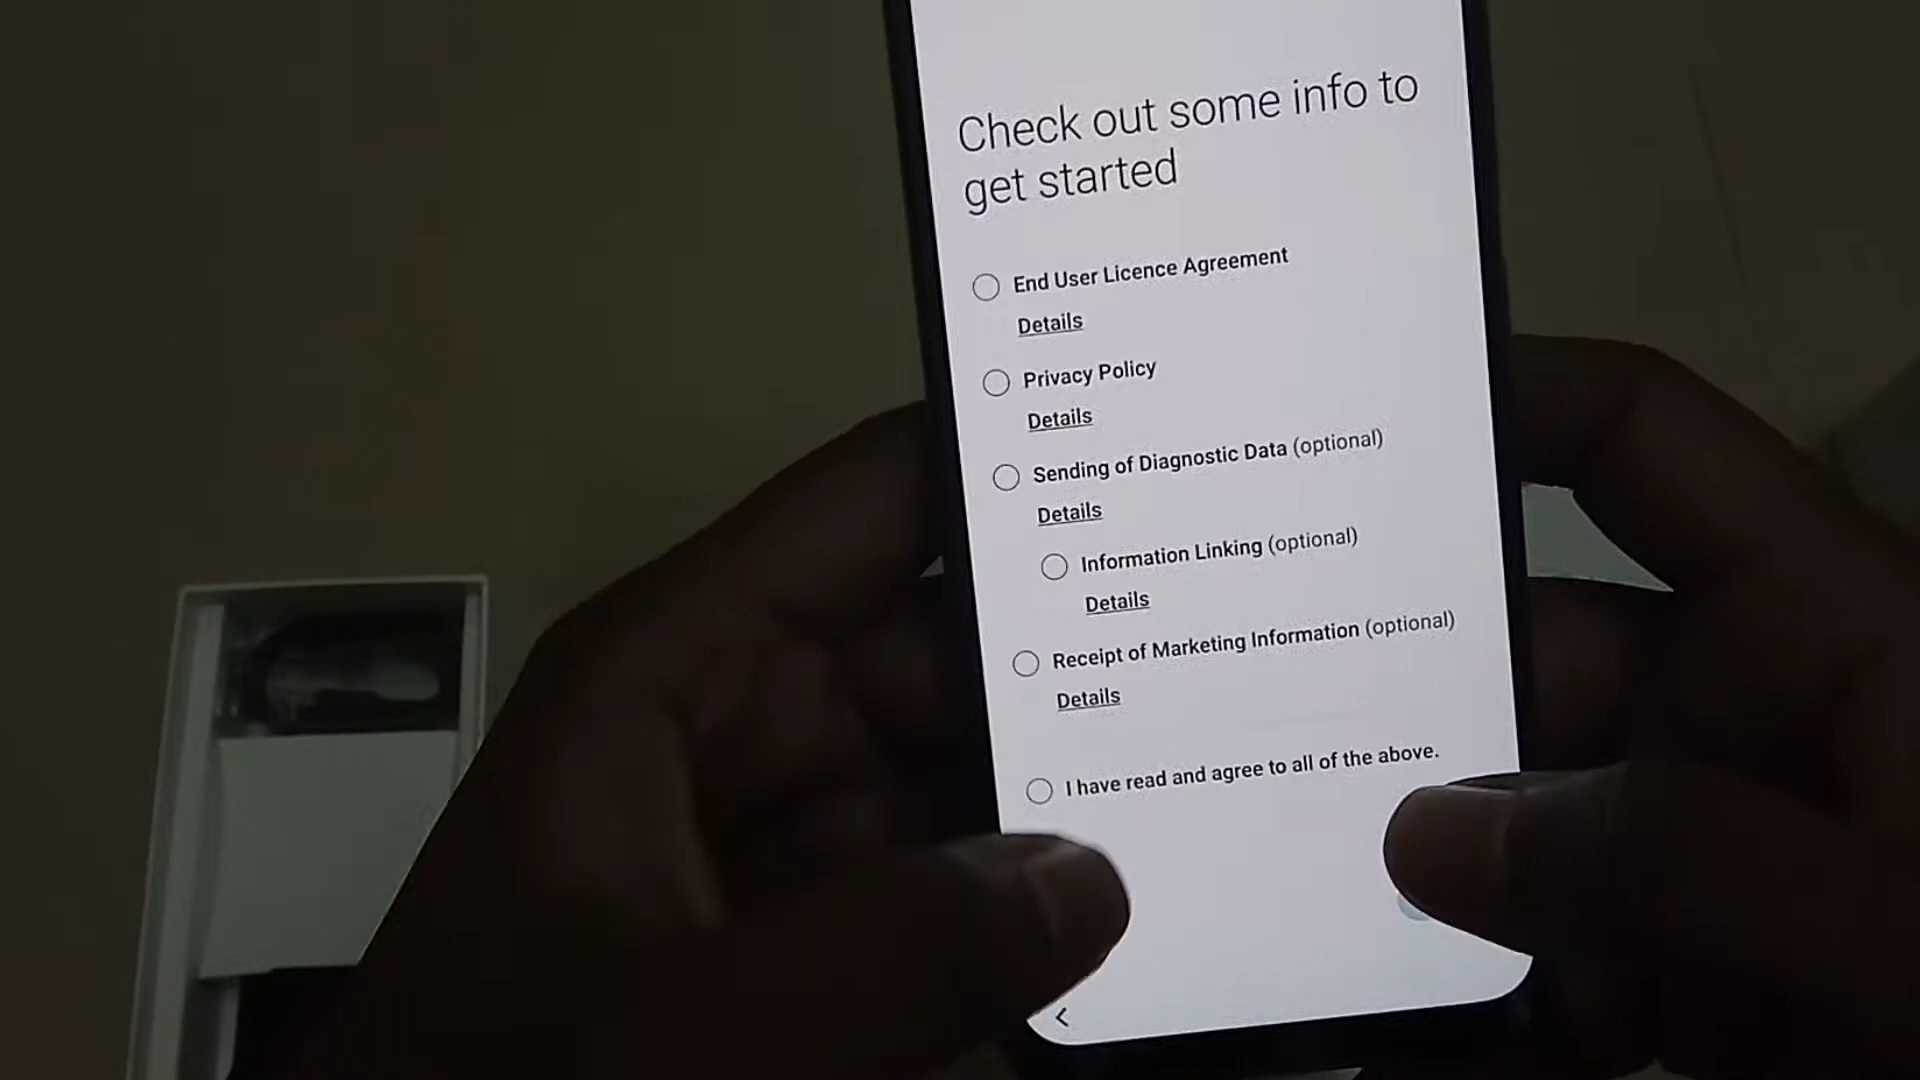 Check out some info to
get started
End User Licence Agreement
Details
Privacy Policy
Details
Sending of Diagnostic Data (optional)
Details
Information Linking (optional)
Details
Receipt of Marketing Information (optional)
Details
I have read and agree to all of the above.